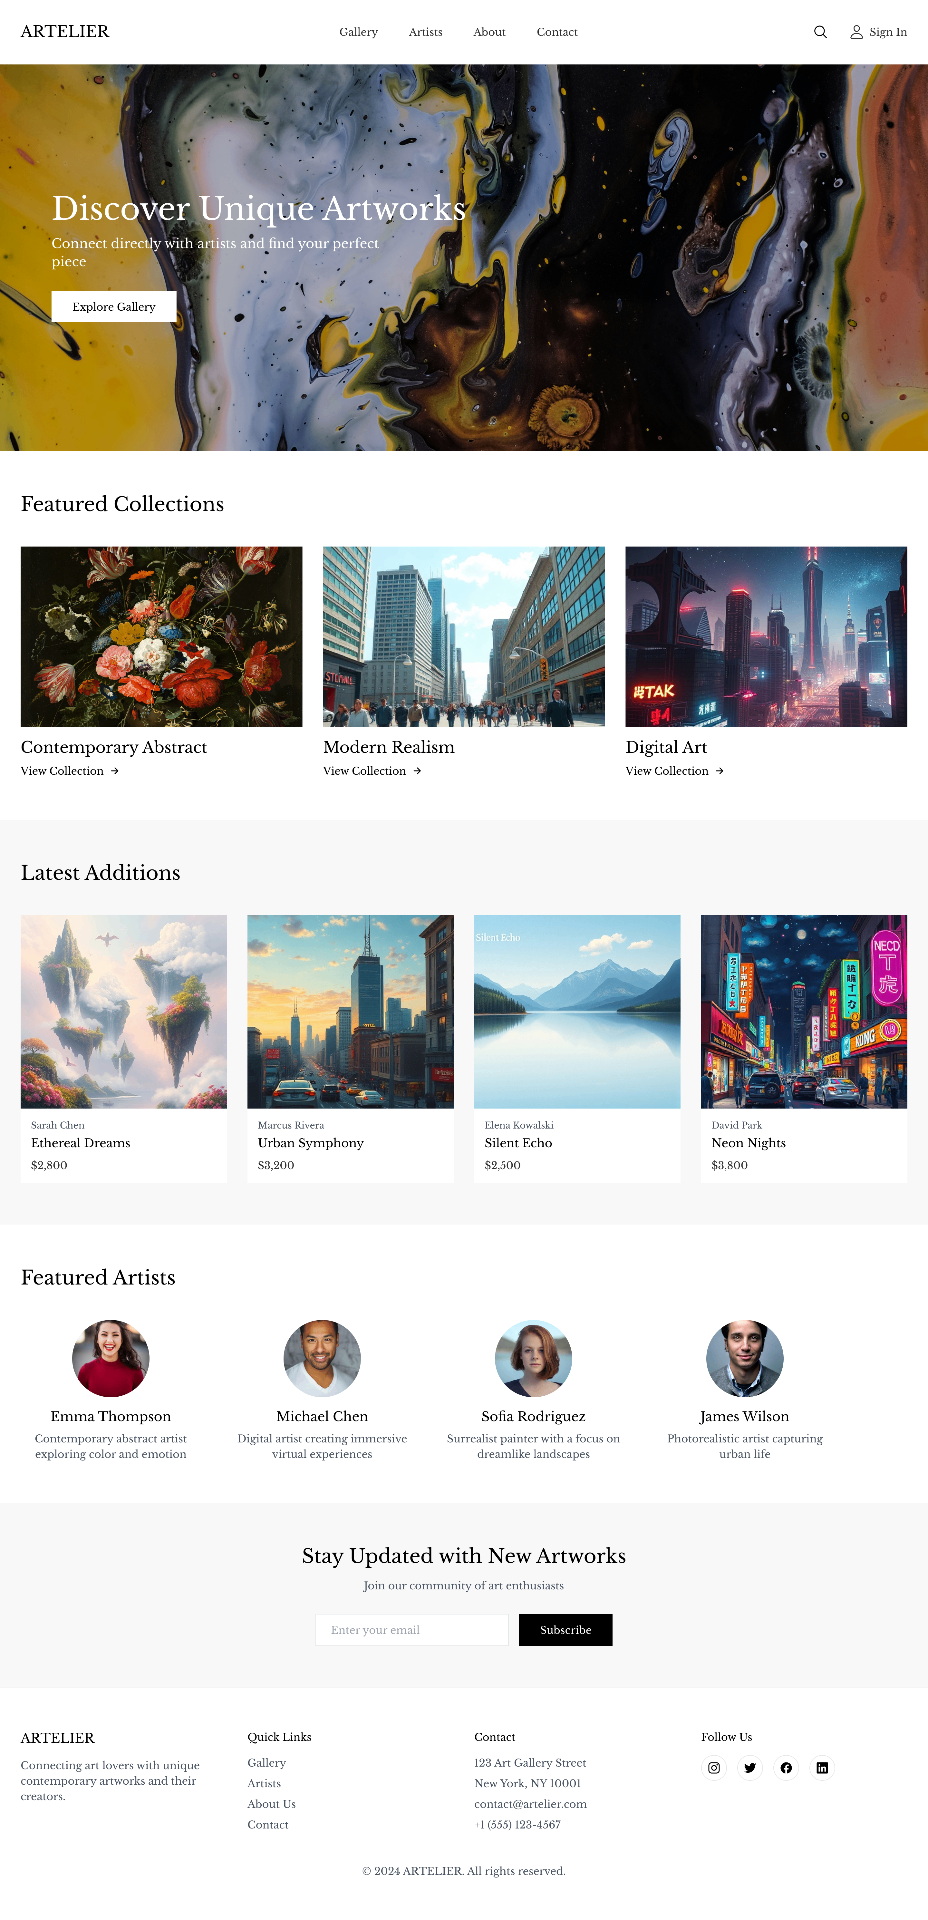 ARTELIER
Gallery
Artists
About
Contact
Sign In
Discover Unique Artworks
Connect directly with artists and find your perfect
piece
Explore Gallery
Featured Collections
Contemporary Abstract
View Collection
Modern Realism
View Collection
Digital Art
View Collection
Latest Additions
Silent Echo
NECD
KONG
Sarah Chen
Ethereal Dreams
$2,800
Marcus Rivera
Urban Symphony
$3,200
Elena Kowalski
Silent Echo
$2,500
David Park
Neon Nights
$3,800
Featured Artists
Emma Thompson
Contemporary abstract artist
exploring color and emotion
Michael Chen
Digital artist creating immersive
virtual experiences
Sofia Rodriguez
Surrealist painter with a focus on
dreamlike landscapes
James Wilson
Photorealistic artist capturing
urban life
Stay Updated with New Artworks
Join our community of art enthusiasts
Enter your email
Subscribe
ARTELIER
Connecting art lovers with unique
contemporary artworks and their
creators.
Quick Links
Gallery
Artists
About Us
Contact
Contact
123 Art Gallery Street
New York, NY 10001
contact@artelier.com
+1 (555) 123-4567
Follow Us
© 2024 ARTELIER. All rights reserved.